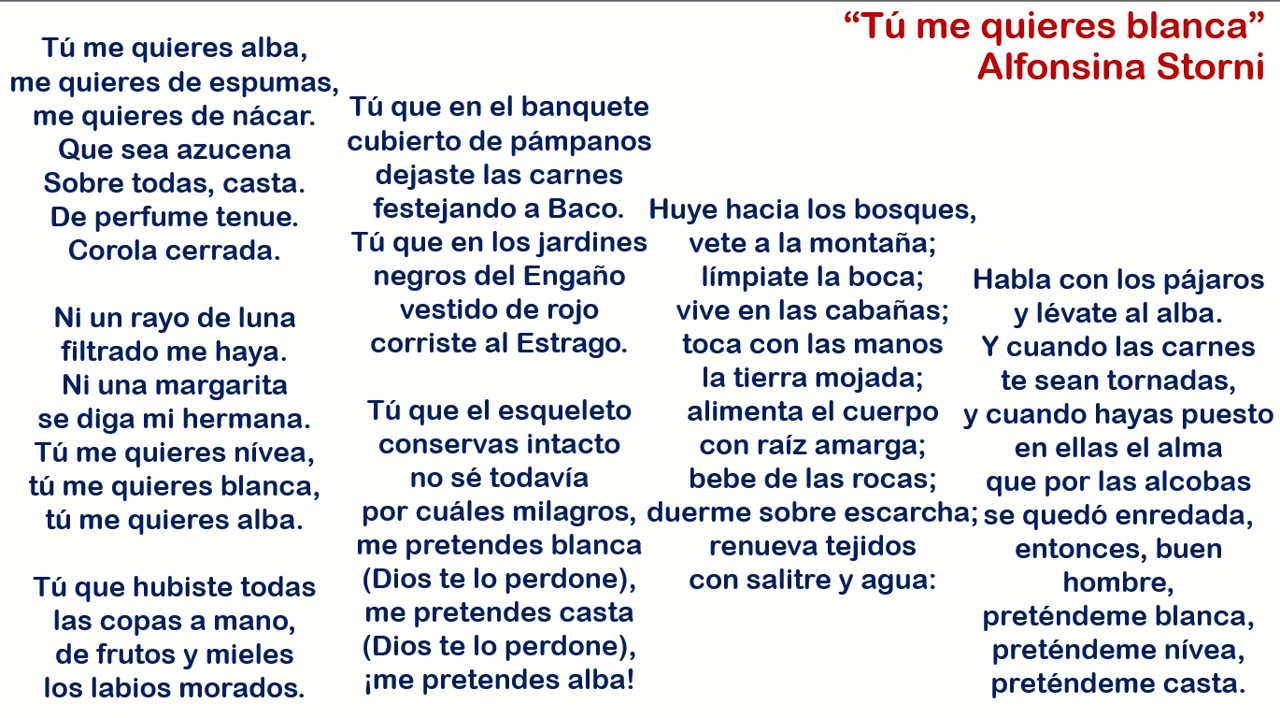 “Tú me quieres blanca”
Alfonsina Storni
Tú me quieres alba,
me quieres de espumas,
me quieres de nácar.
Que sea azucena
Sobre todas, casta.
De perfume tenue.
Corola cerrada.
Ni un rayo de luna
filtrado me haya.
Ni una margarita
se diga mi hermana.
Tú me quieres nívea,
tú me quieres blanca,
tú me quieres alba.
Tú que hubiste todas
las copas a mano,
de frutos y mieles
los labios morados.
Tú que en el banquete
cubierto de pámpanos
dejaste las carnes
festejando a Baco.
Tú que en los jardines
negros del Engaño
vestido de rojo
corriste al Estrago.
Tú que el esqueleto
conservas intacto
no sé todavía
por cuáles milagros,
me pretendes blanca
(Dios te lo perdone),
me pretendes casta
(Dios te lo perdone),
¡me pretendes alba!
Huye hacia los bosques,
vete a la montaña;
límpiate la boca;
vive en las cabañas;
toca con las manos
la tierra mojada;
alimenta el cuerpo
con raíz amarga;
bebe de las rocas;
duerme sobre escarcha;
renueva tejidos
con salitre y agua:
Habla con los pájaros
y lévate al alba.
Y cuando las carnes
te sean tornadas,
y cuando hayas puesto
en ellas el alma
que por las alcobas
se quedó enredada,
entonces, buen
hombre,
preténdeme blanca,
preténdeme nívea,
preténdeme casta.